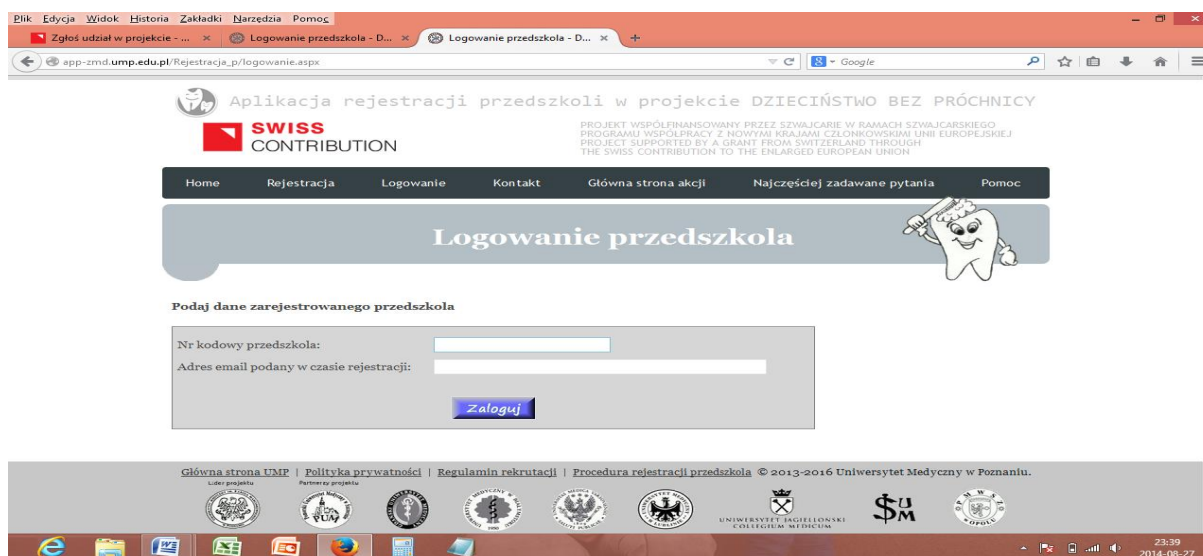 Plik Edycja Widok Historia Zakładki Narzędzia Pomoc
Zgłoś udział w projekcie - ... × Logowanie przedszkola - D... × Logowanie przedszkola - D... × +
app-zmd.ump.edu.pl/Rejestracja_p/logowanie.aspx Google
Aplikacja rejestracji przedszkoli w projekcie DZIECIŃSTWO BEZ PRÓCHNICY
SWISS
CONTRIBUTION
PROJEKT WSPÓŁFINANSOWANY PRZEZ SZWAJCARIE W RAMACH SZWAJCARSKIEGO
PROGRAMU WSPÓŁPRACY Z NOWYMI KRAJAMI CZŁONKOWSKIMI UNII EUROPEJSKIEJ
PROJECT SUPPORTED BY A GRANT FROM SWITZERLAND THROUGH
THE SWISS CONTRIBUTION TO THE ENLARGED EUROPEAN UNION
Home Rejestracja Logowanie Kontakt Główna strona akcji Najczęściej zadawane pytania Pomoc
Logowanie przedszkola
Podaj dane zarejestrowanego przedszkola
Nr kodowy przedszkola:
Adres email podany w czasie rejestracji:
Zaloguj
Główna strona UMP | Polityka prywatności | Regulamin rekrutacji | Procedura rejestracji przedszkola © 2013-2016 Uniwersytet Medyczny w Poznaniu.
Lider projektu Partnerzy projektu
PUM
UNIWERSYTET JAGIELLOŃSKI
COLLEGIUM MEDICUM
SUM
OPOLE
23:39
2014-08-27